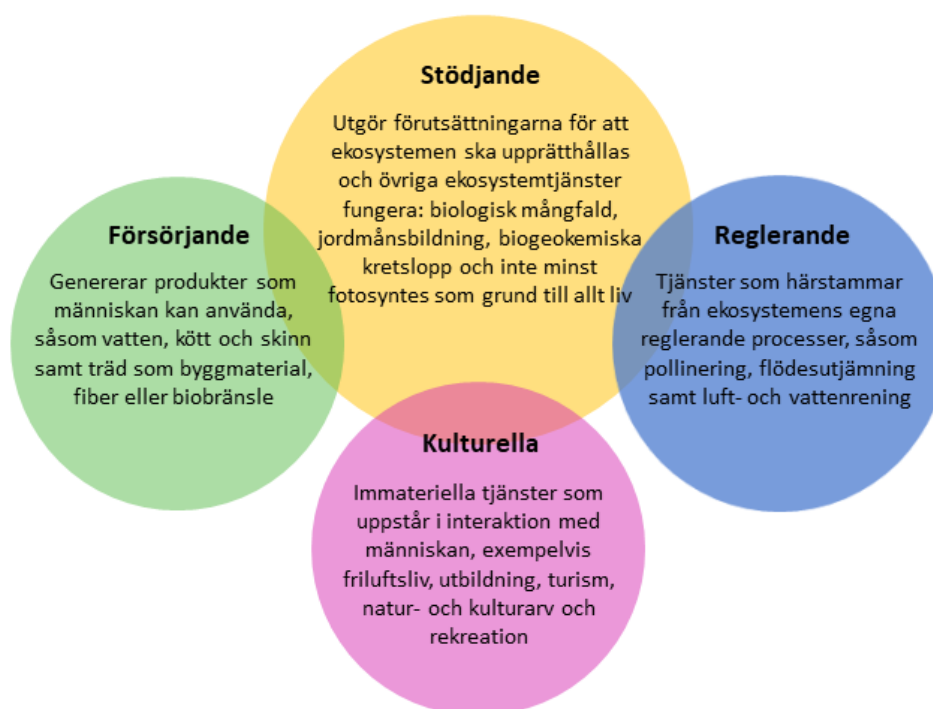 Stödjande
Utgör förutsättningarna för att
ekosystemen ska upprätthållas
och övriga ekosystemtjänster
fungera: biologisk mångfald,
jordmånsbildning, biogeokemiska
kretslopp och inte minst
fotosyntes som grund till allt liv
Försörjande
Genererar produkter som
människan kan använda,
såsom vatten, kött och skinn
samt träd som byggmaterial,
fiber eller biobränsle
Reglerande
Tjänster som härstammar
från ekosystemens egna
reglerande processer, såsom
pollinering, flödesutjämning
samt luft- och vattenrening
Kulturella
Immateriella tjänster som
uppstår i interaktion med
människan, exempelvis
friluftsliv, utbildning, turism,
natur- och kulturarv och
rekreation